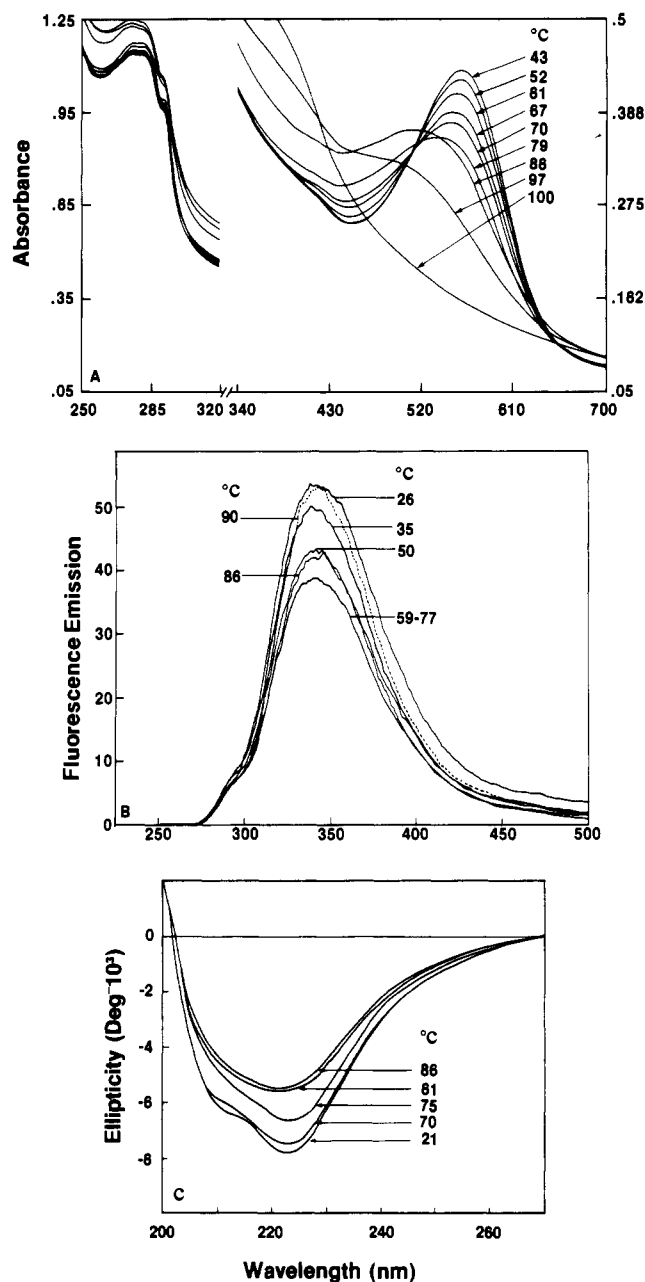 1.25
.95
.65
.35
.05
Absorbance
.5
.388
.275
.182
.05
°C
43
52
61
67
70
79
88
97
100
A
250 285 320 340 430 520 610 700
50
40
30
20
10
0
Fluorescence Emission
°C
90
86
°C
26
35
50
59-77
B
250 300 350 400 450 500
0
-2
-4
-6
-8
Ellipticity (Deg⁻10³)
°C
86
81
75
70
21
C
200 220 240 260
Wavelength (nm)